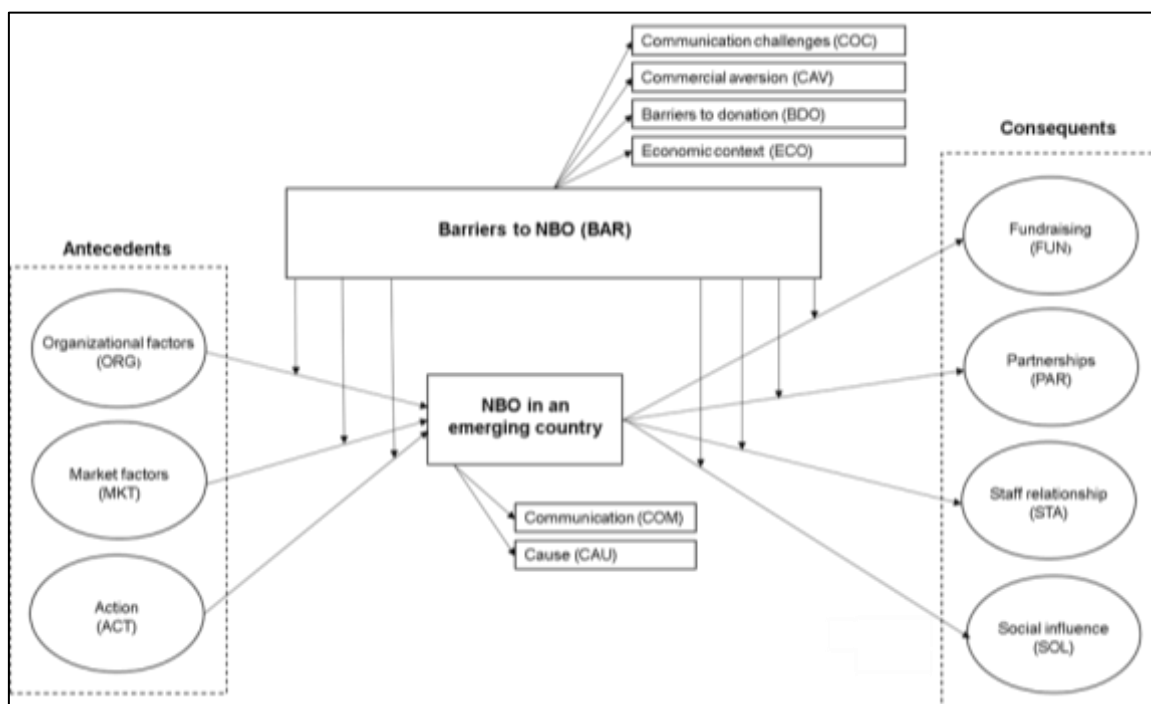 Communication challenges (COC)
Commercial aversion (CAV)
Barriers to donation (BDO)
Economic context (ECO)
Barriers to NBO (BAR)
Antecedents
Organizational factors
(ORG)
Market factors
(MKT)
Action
(ACT)
NBO in an
emerging country
Communication (COM)
Cause (CAU)
Consequents
Fundraising
(FUN)
Partnerships
(PAR)
Staff relationship
(STA)
Social influence
(SOL)